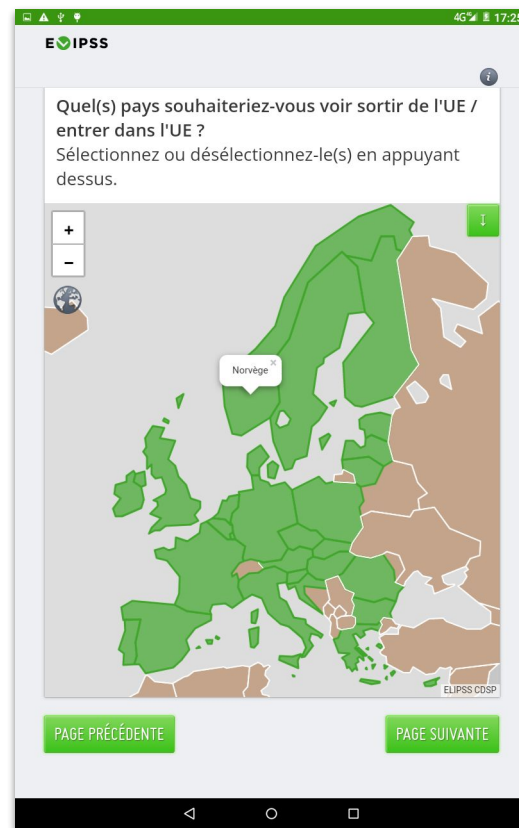 4G 17:25
ELIPSS
Quel(s) pays souhaiteriez-vous voir sortir de l'UE /
entrer dans l'UE ?
Sélectionnez ou désélectionnez-le(s) en appuyant
dessus.
+
−
Norvège ×
ELIPSS CDSP
PAGE PRÉCÉDENTE PAGE SUIVANTE